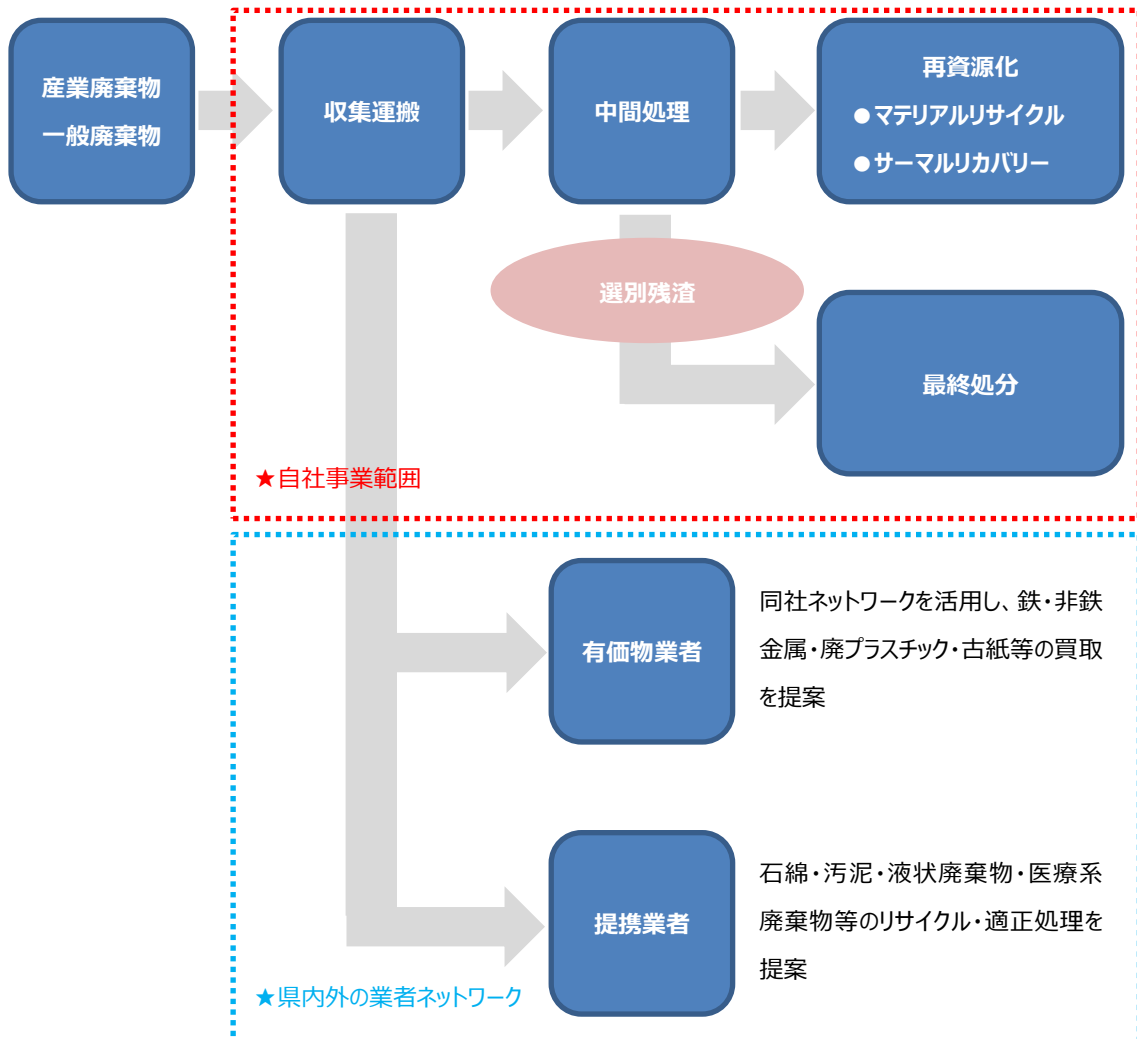 産業廃棄物
一般廃棄物
収集運搬
中間処理
再資源化
●マテリアルリサイクル
●サーマルリカバリー
選別残渣
最終処分
★自社事業範囲
有価物業者
同社ネットワークを活用し、鉄・非鉄
金属・廃プラスチック・古紙等の買取
を提案
提携業者
石綿・汚泥・液状廃棄物・医療系
廃棄物等のリサイクル・適正処理を
提案
★県内外の業者ネットワーク